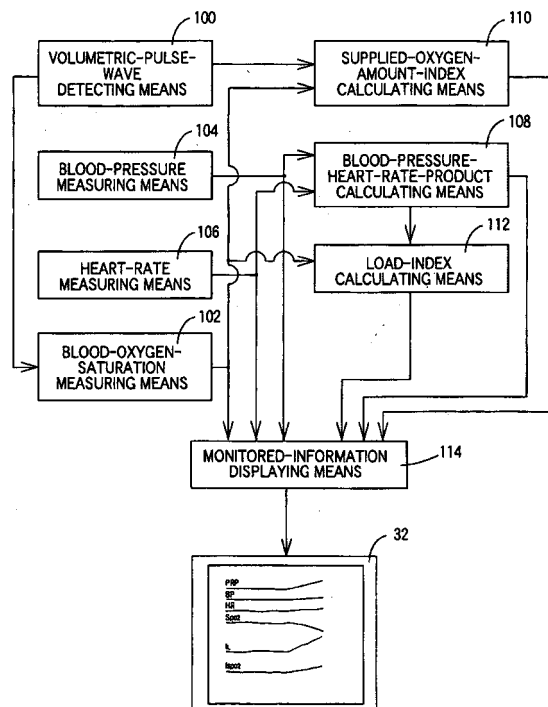 100
VOLUMETRIC-PULSE-
WAVE
DETECTING MEANS
110
SUPPLIED-OXYGEN-
AMOUNT-INDEX
CALCULATING MEANS
104
BLOOD-PRESSURE
MEASURING MEANS
108
BLOOD-PRESSURE-
HEART-RATE-PRODUCT
CALCULATING MEANS
106
HEART-RATE
MEASURING MEANS
112
LOAD-INDEX
CALCULATING MEANS
102
BLOOD-OXYGEN-
SATURATION
MEASURING MEANS
MONITORED-INFORMATION
DISPLAYING MEANS
114
32
PRP
BP
HR